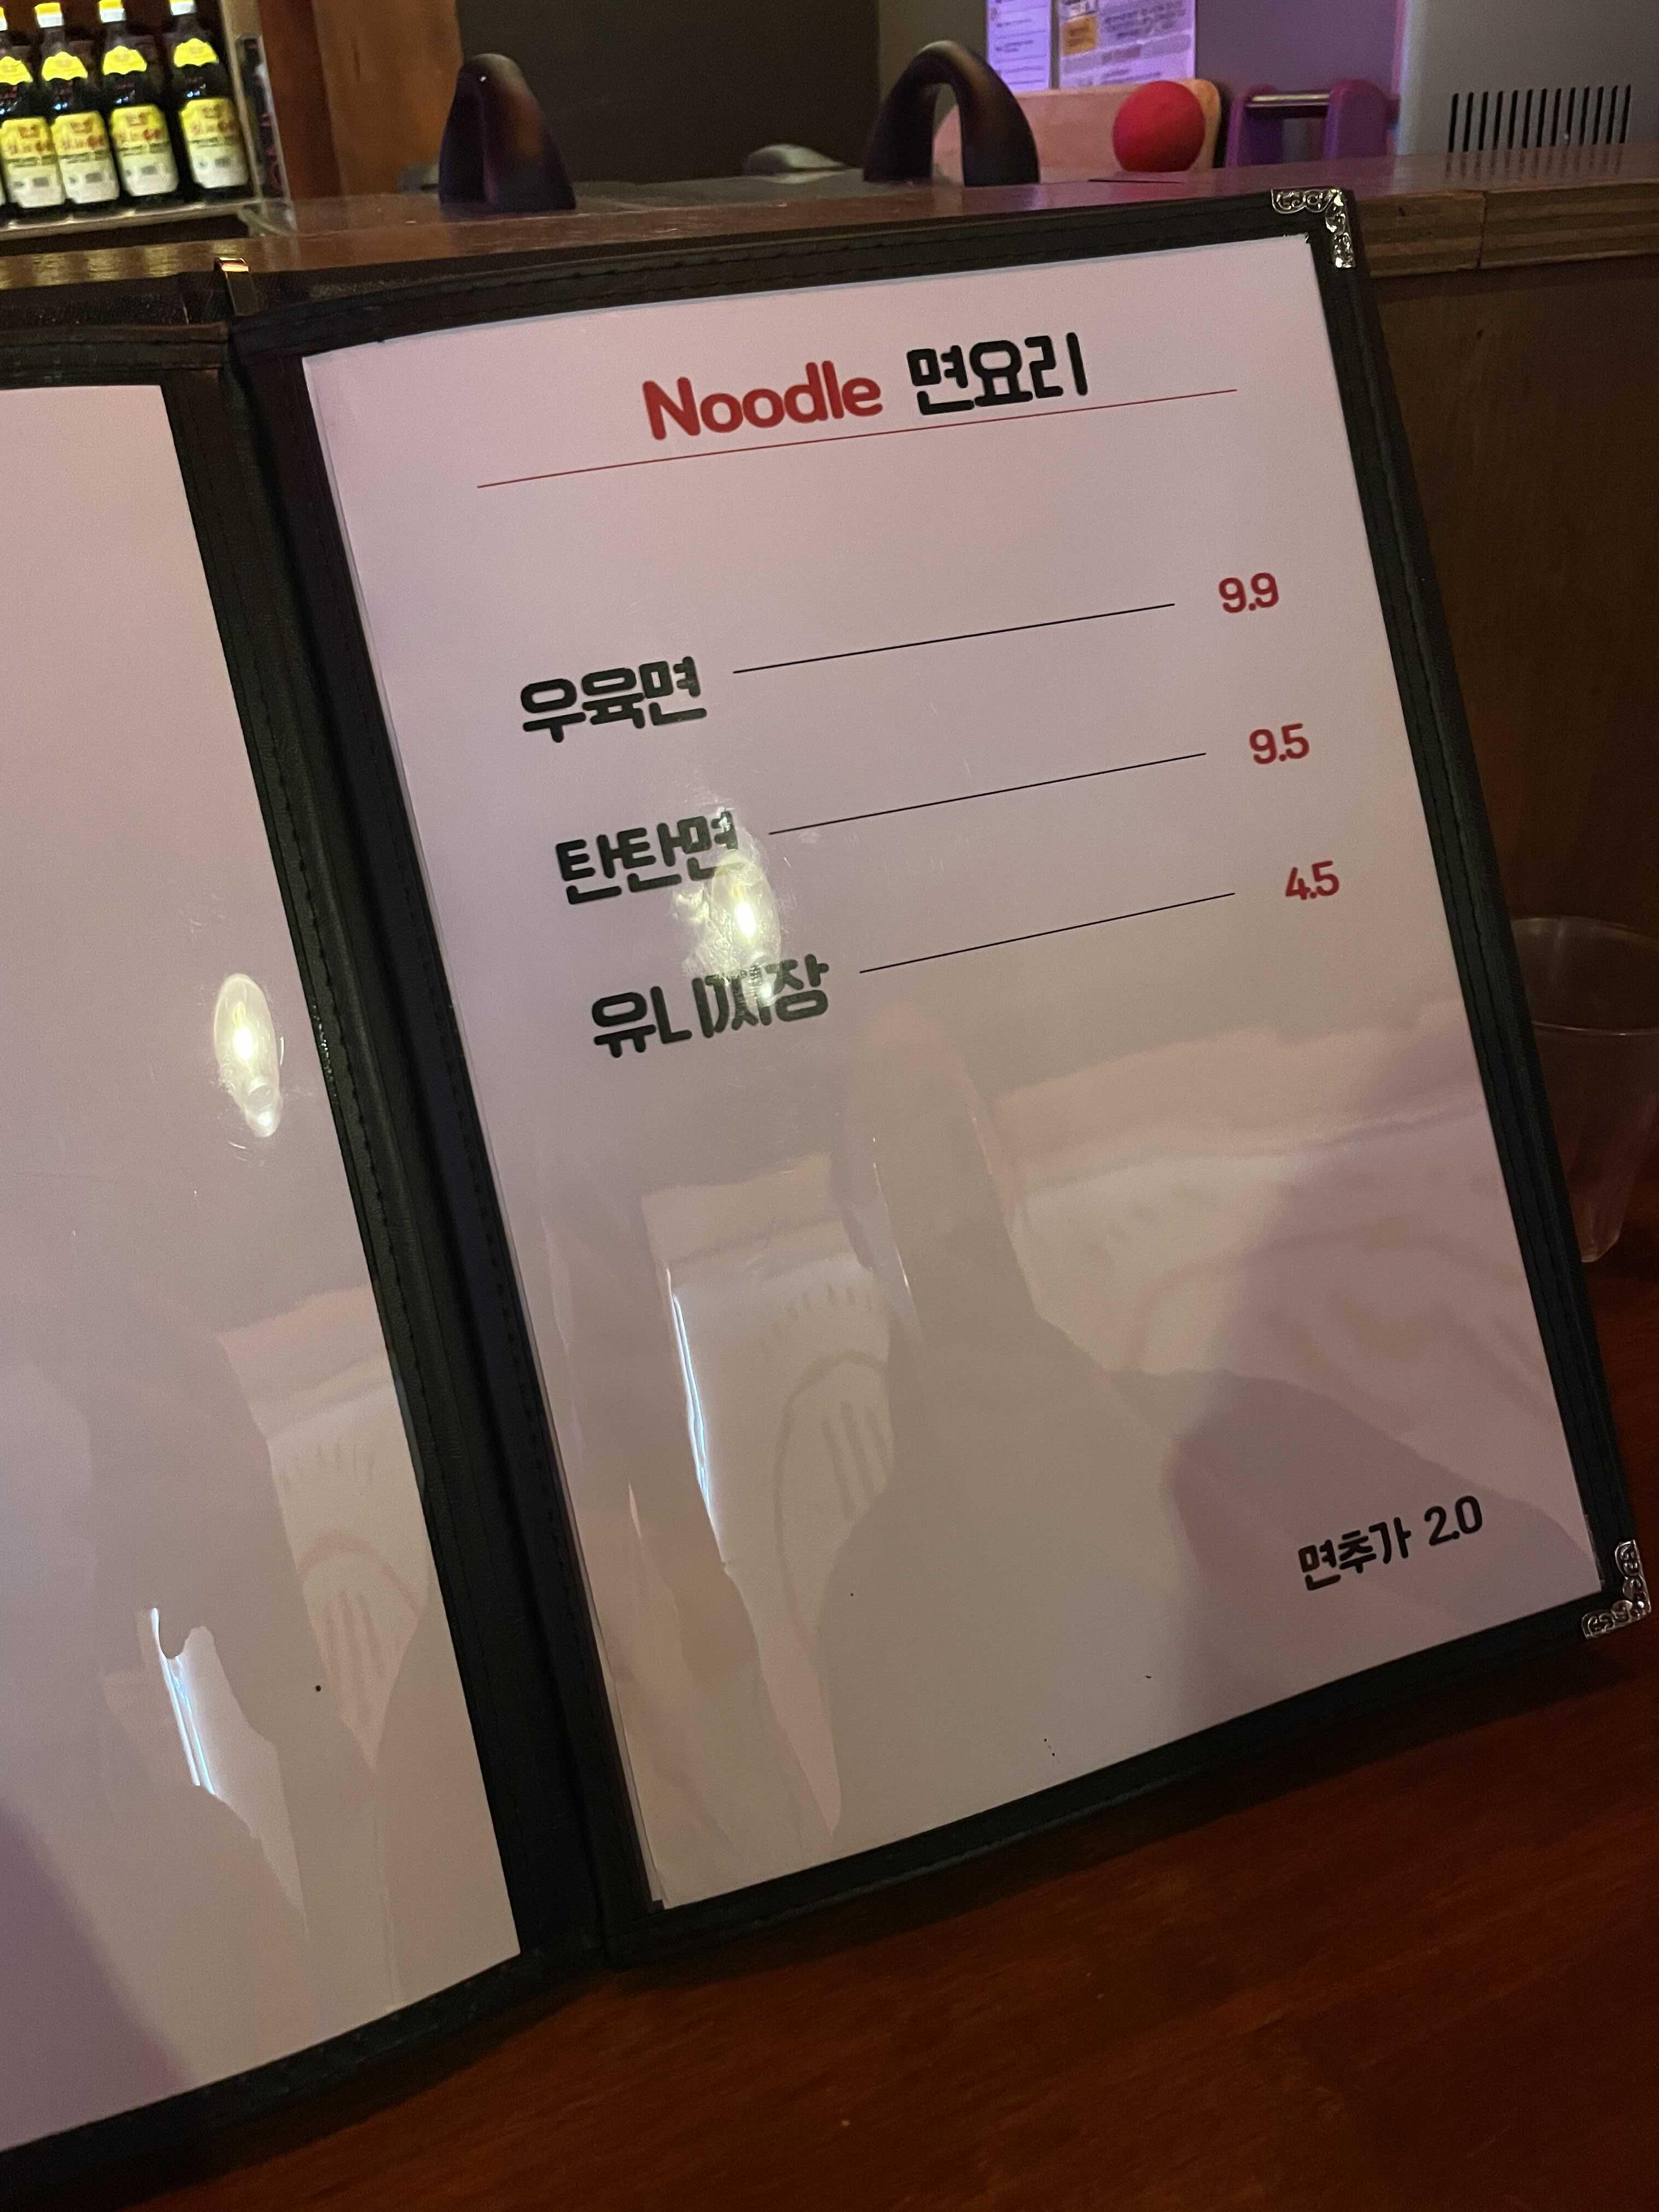 Noodle 면요리
우육면 9.9
탄탄면 9.5
유니짜장 4.5
면추가 2.0